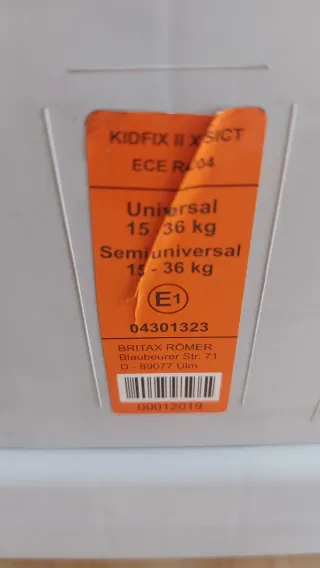 KIDFIX II XP SICT
ECE R44/04
Universal
15 - 36 kg
Semiuniversal
15 - 36 kg
E1
04301323
BRITAX RÖMER
Blaubeurer Str. 71
D - 89077 Ulm
00012019